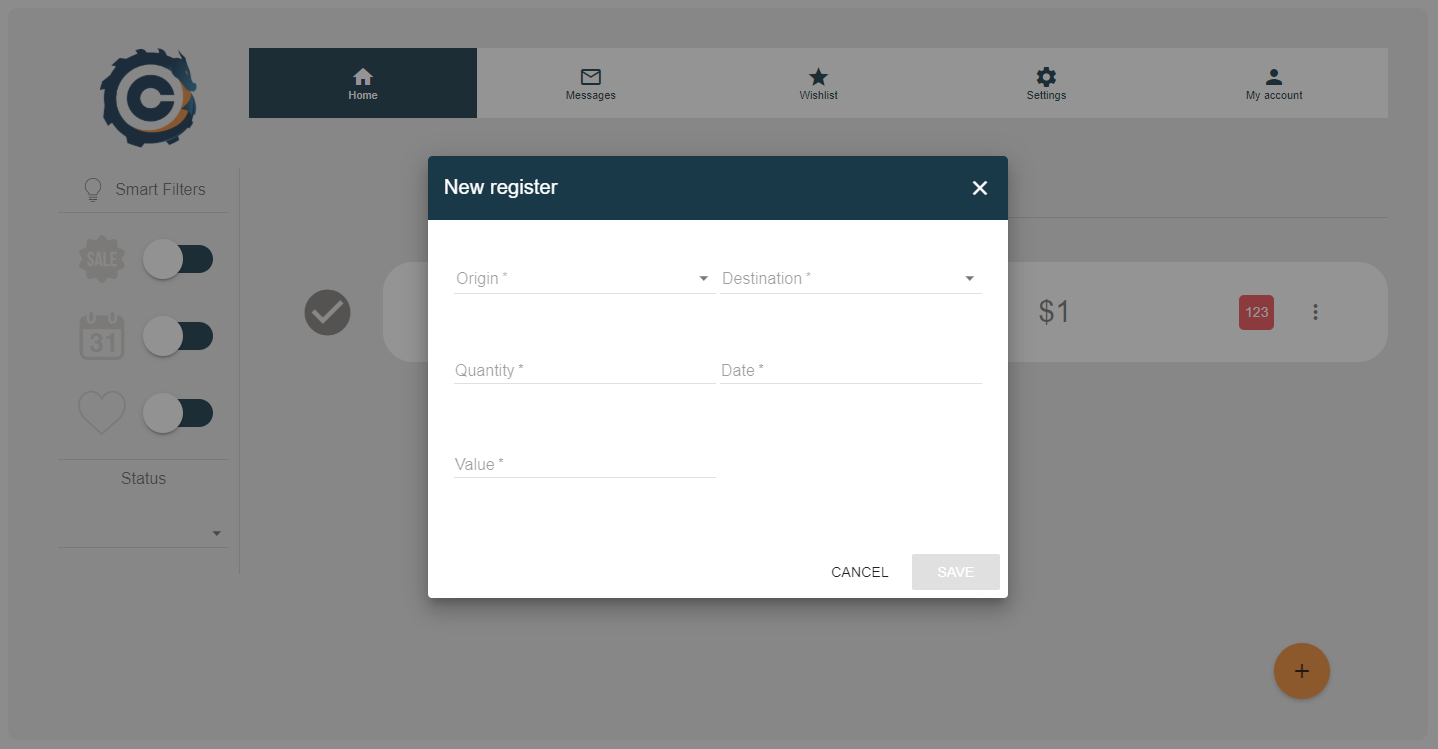 Home
Messages
Wishlist
Settings
My account
Smart Filters
SALE
31
Status
New register
Origin *
Destination *
Quantity *
Date *
Value *
CANCEL
SAVE
$1
123